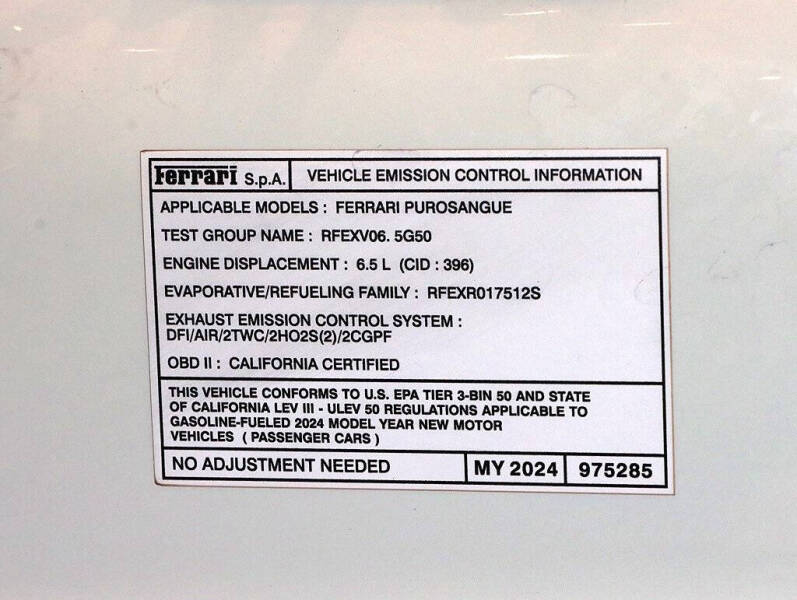 Ferrari S.p.A. VEHICLE EMISSION CONTROL INFORMATION
APPLICABLE MODELS : FERRARI PUROSANGUE
TEST GROUP NAME : RFEXV06. 5G50
ENGINE DISPLACEMENT : 6.5 L (CID : 396)
EVAPORATIVE/REFUELING FAMILY : RFEXR017512S
EXHAUST EMISSION CONTROL SYSTEM :
DFI/AIR/2TWC/2HO2S(2)/2CGPF
OBD II : CALIFORNIA CERTIFIED
THIS VEHICLE CONFORMS TO U.S. EPA TIER 3-BIN 50 AND STATE
OF CALIFORNIA LEV III - ULEV 50 REGULATIONS APPLICABLE TO
GASOLINE-FUELED 2024 MODEL YEAR NEW MOTOR
VEHICLES ( PASSENGER CARS )
NO ADJUSTMENT NEEDED MY 2024 975285